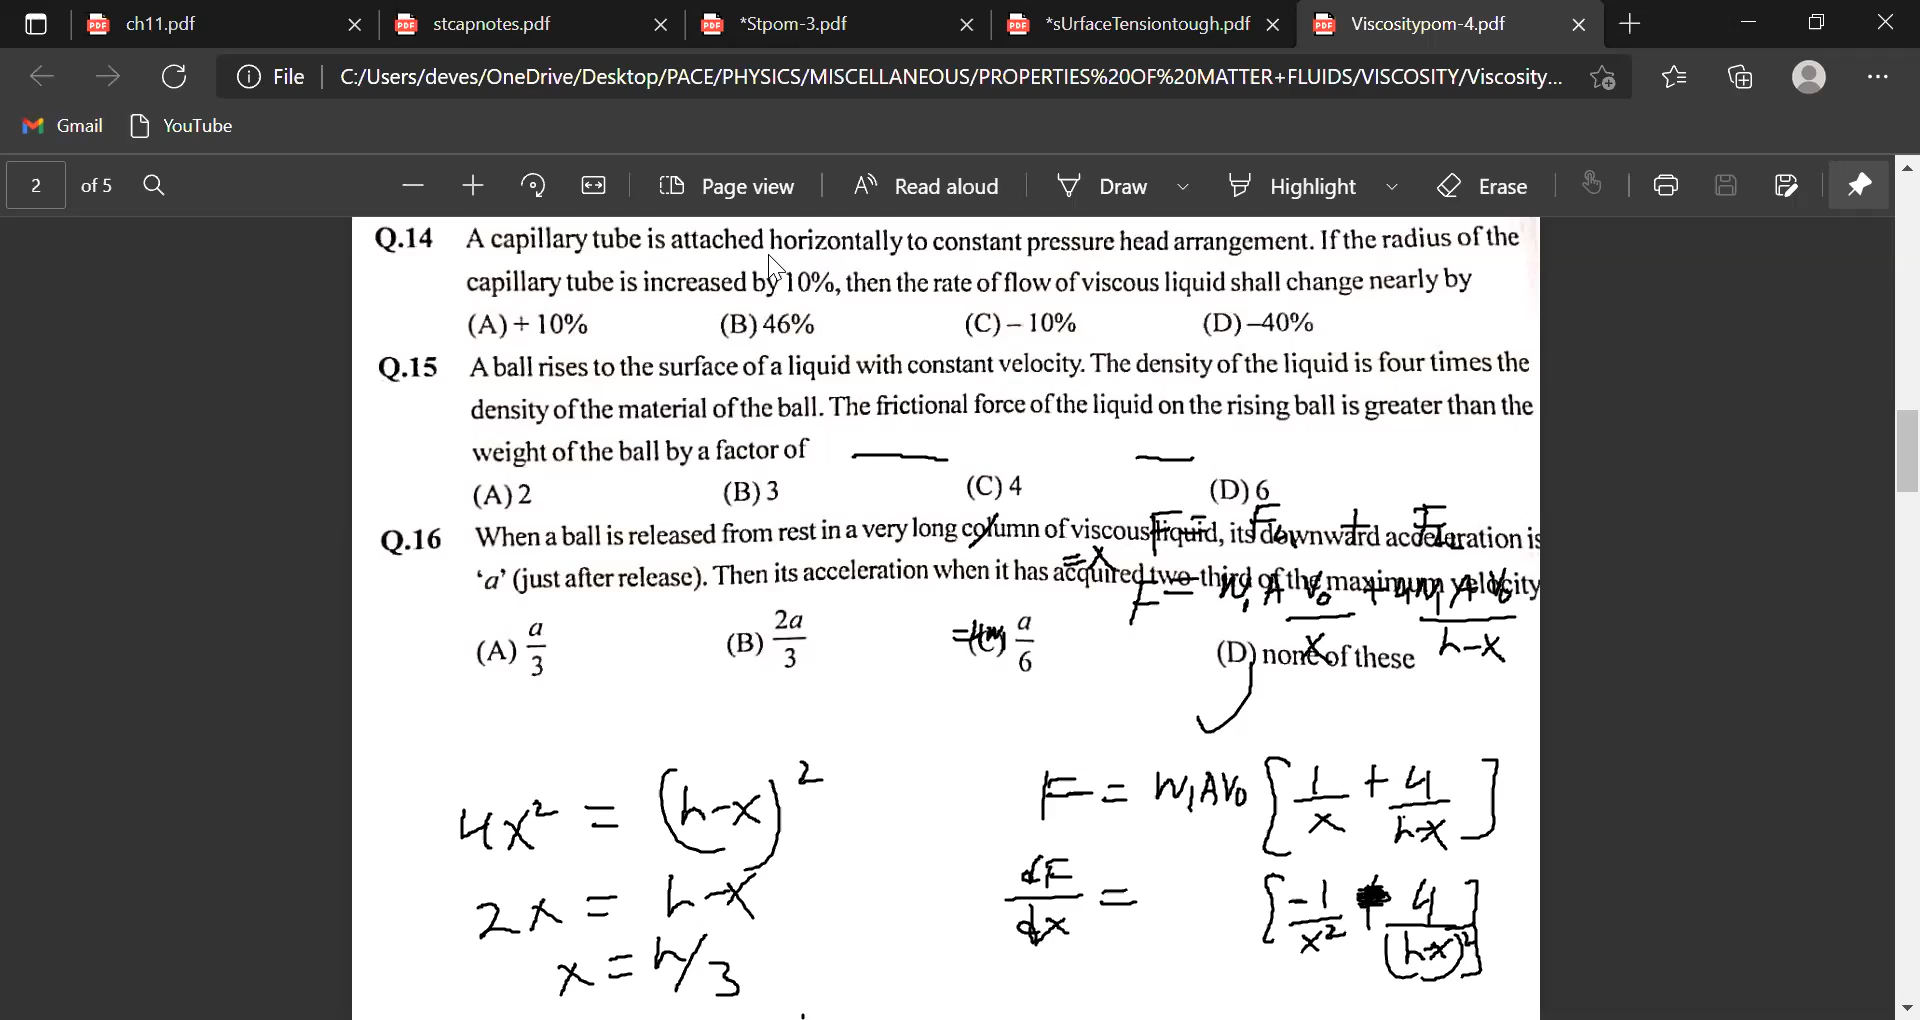 ch11.pdf
stcapnotes.pdf
*Stpom-3.pdf
*sUrfaceTensiontough.pdf
Viscositypom-4.pdf
File
C:/Users/deves/OneDrive/Desktop/PACE/PHYSICS/MISCELLANEOUS/PROPERTIES%20OF%20MATTER+FLUIDS/VISCOSITY/Viscosity...
Gmail
YouTube
2 of 5
Page view
Read aloud
Draw
Highlight
Erase
Q.14 A capillary tube is attached horizontally to constant pressure head arrangement. If the radius of the
capillary tube is increased by 10%, then the rate of flow of viscous liquid shall change nearly by
(A) + 10% (B) 46% (C) – 10% (D) –40%
Q.15 A ball rises to the surface of a liquid with constant velocity. The density of the liquid is four times the
density of the material of the ball. The frictional force of the liquid on the rising ball is greater than the
weight of the ball by a factor of
(A) 2 (B) 3 (C) 4 (D) 6
Q.16 When a ball is released from rest in a very long column of viscous liquid, its downward acceleration is
‘a’ (just after release). Then its acceleration when it has acquired two-third of the maximum velocity
(A) a/3 (B) 2a/3 (C) a/6 (D) none of these
4x² = (h-x)²
2x = h-x
x = h/3
F = η₁AV₀ [1/x + 4/h-x]
dF/dx = [-1/x² + 4/(h-x)²]